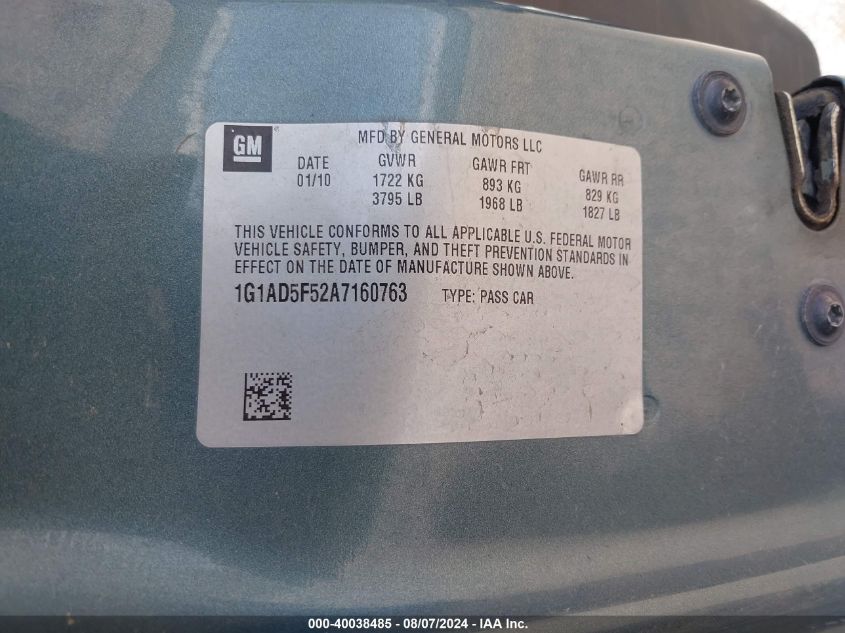 GM
MFD BY GENERAL MOTORS LLC
DATE GVWR GAWR FRT GAWR RR
01/10 1722 KG 893 KG 829 KG
3795 LB 1968 LB 1827 LB
THIS VEHICLE CONFORMS TO ALL APPLICABLE U.S. FEDERAL MOTOR
VEHICLE SAFETY, BUMPER, AND THEFT PREVENTION STANDARDS IN
EFFECT ON THE DATE OF MANUFACTURE SHOWN ABOVE.
1G1AD5F52A7160763 TYPE: PASS CAR
000-40038485 - 08/07/2024 - IAA Inc.